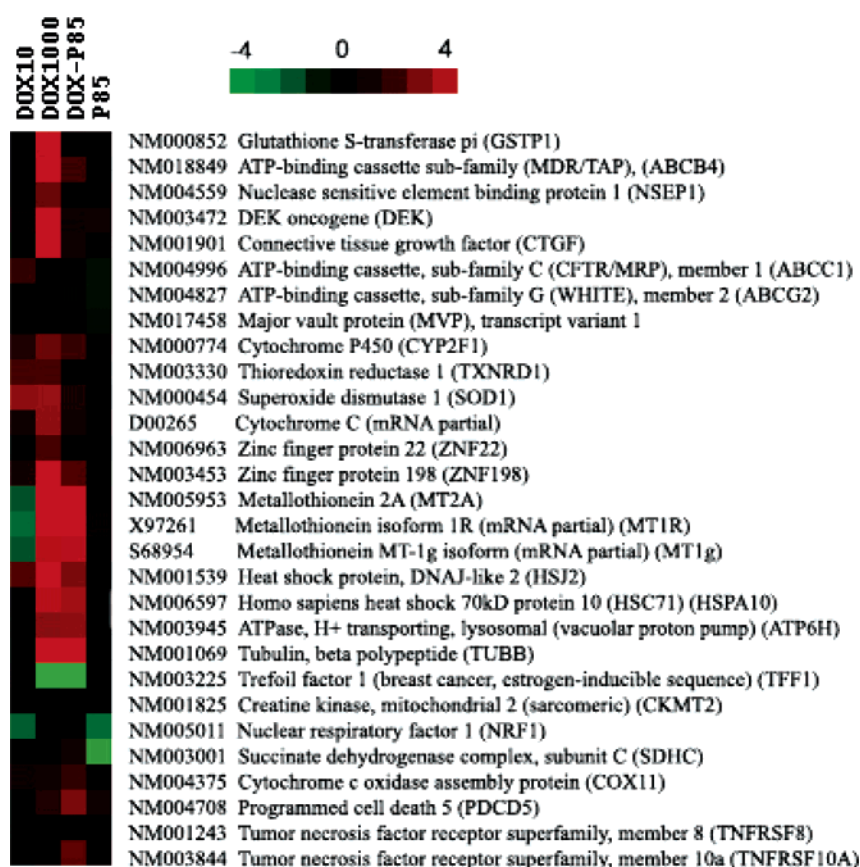 DOX10
DOX1000
DOX-P85
P85
-4 0 4
NM000852 Glutathione S-transferase pi (GSTP1)
NM018849 ATP-binding cassette sub-family (MDR/TAP), (ABCB4)
NM004559 Nuclease sensitive element binding protein 1 (NSEP1)
NM003472 DEK oncogene (DEK)
NM001901 Connective tissue growth factor (CTGF)
NM004996 ATP-binding cassette, sub-family C (CFTR/MRP), member 1 (ABCC1)
NM004827 ATP-binding cassette, sub-family G (WHITE), member 2 (ABCG2)
NM017458 Major vault protein (MVP), transcript variant 1
NM000774 Cytochrome P450 (CYP2F1)
NM003330 Thioredoxin reductase 1 (TXNRD1)
NM000454 Superoxide dismutase 1 (SOD1)
D00265 Cytochrome C (mRNA partial)
NM006963 Zinc finger protein 22 (ZNF22)
NM003453 Zinc finger protein 198 (ZNF198)
NM005953 Metallothionein 2A (MT2A)
X97261 Metallothionein isoform 1R (mRNA partial) (MT1R)
S68954 Metallothionein MT-1g isoform (mRNA partial) (MT1g)
NM001539 Heat shock protein, DNAJ-like 2 (HSJ2)
NM006597 Homo sapiens heat shock 70kD protein 10 (HSC71) (HSPA10)
NM003945 ATPase, H+ transporting, lysosomal (vacuolar proton pump) (ATP6H)
NM001069 Tubulin, beta polypeptide (TUBB)
NM003225 Trefoil factor 1 (breast cancer, estrogen-inducible sequence) (TFF1)
NM001825 Creatine kinase, mitochondrial 2 (sarcomeric) (CKMT2)
NM005011 Nuclear respiratory factor 1 (NRF1)
NM003001 Succinate dehydrogenase complex, subunit C (SDHC)
NM004375 Cytochrome c oxidase assembly protein (COX11)
NM004708 Programmed cell death 5 (PDCD5)
NM001243 Tumor necrosis factor receptor superfamily, member 8 (TNFRSF8)
NM003844 Tumor necrosis factor receptor superfamily, member 10a (TNFRSF10A)